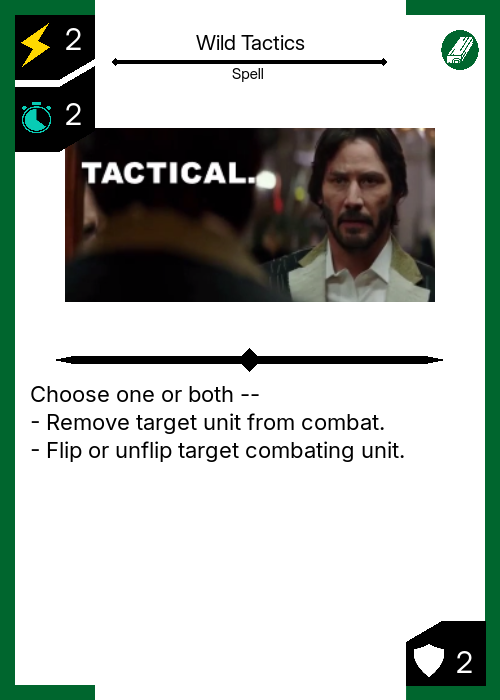 2
Wild Tactics
Spell
2
TACTICAL.
Choose one or both --
- Remove target unit from combat.
- Flip or unflip target combating unit.
2